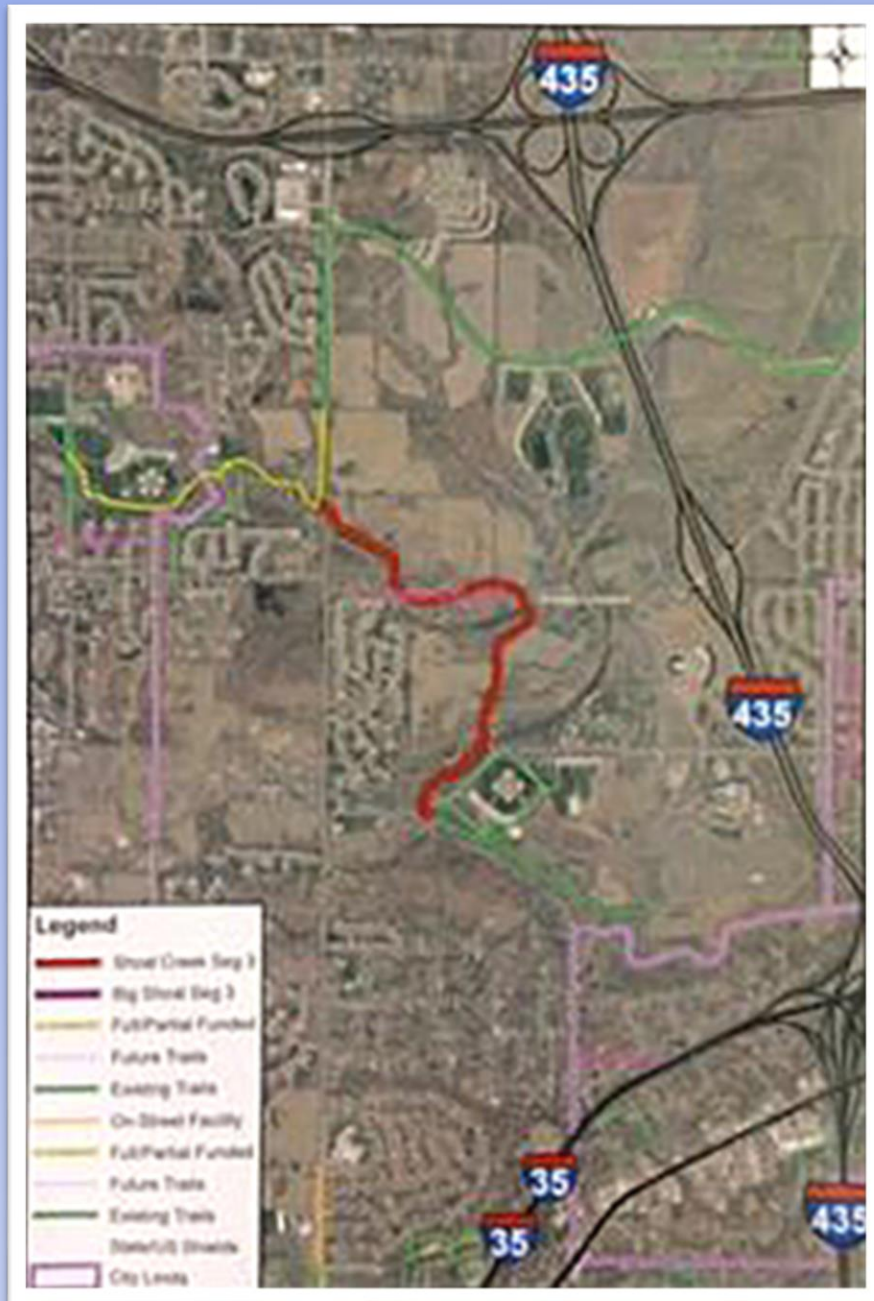 435
435
35
35
435
Legend
Shoal Creek Seg 3
Big Shoal Seg 3
Full/Partial Funded
Future Trails
Existing Trails
On-Street Facility
Full/Partial Funded
Future Trails
Existing Trails
State/US Shields
City Limits